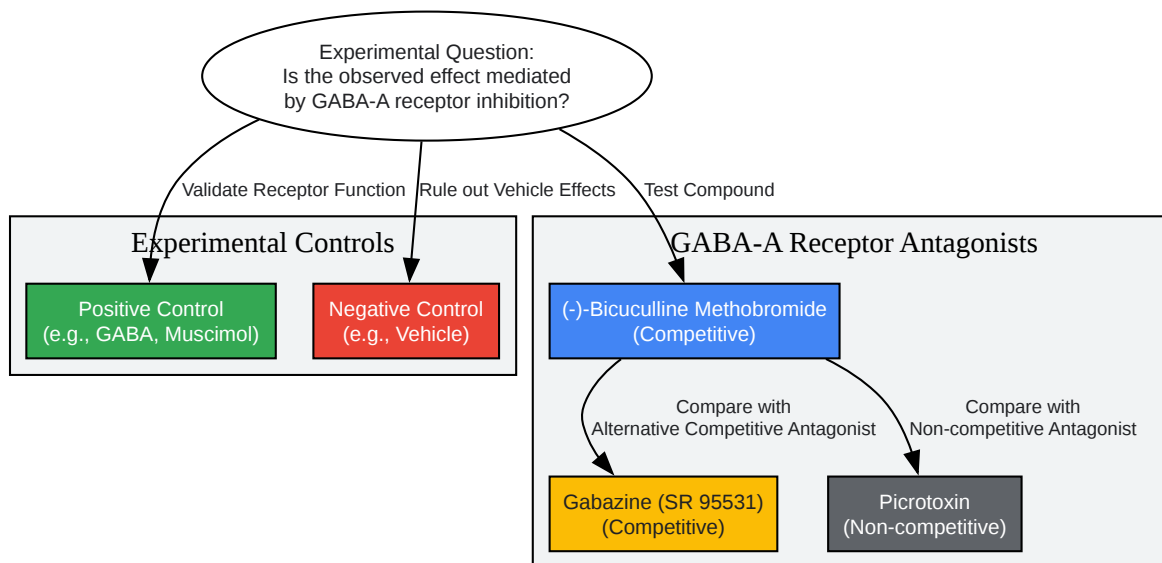 Experimental Question:
Is the observed effect mediated
by GABA-A receptor inhibition?
Validate Receptor Function
Rule out Vehicle Effects
Test Compound
Experimental Controls
GABA-A Receptor Antagonists
Positive Control
(e.g., GABA, Muscimol)
Negative Control
(e.g., Vehicle)
(-)-Bicuculline Methobromide
(Competitive)
Compare with
Alternative Competitive Antagonist
Compare with
Non-competitive Antagonist
Gabazine (SR 95531)
(Competitive)
Picrotoxin
(Non-competitive)